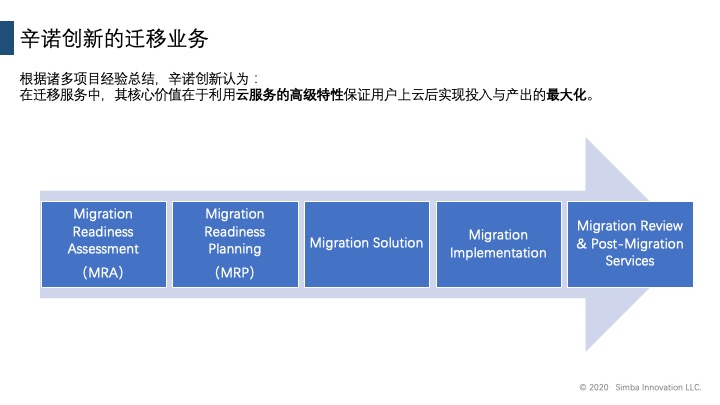 辛诺创新的迁移业务
根据诸多项目经验总结，辛诺创新认为：
在迁移服务中，其核心价值在于利用云服务的高级特性保证用户上云后实现投入与产出的最大化。
Migration
Readiness
Assessment
（MRA）
Migration
Readiness
Planning
（MRP）
Migration Solution
Migration
Implementation
Migration Review
& Post-Migration
Services
© 2020 Simba Innovation LLC.